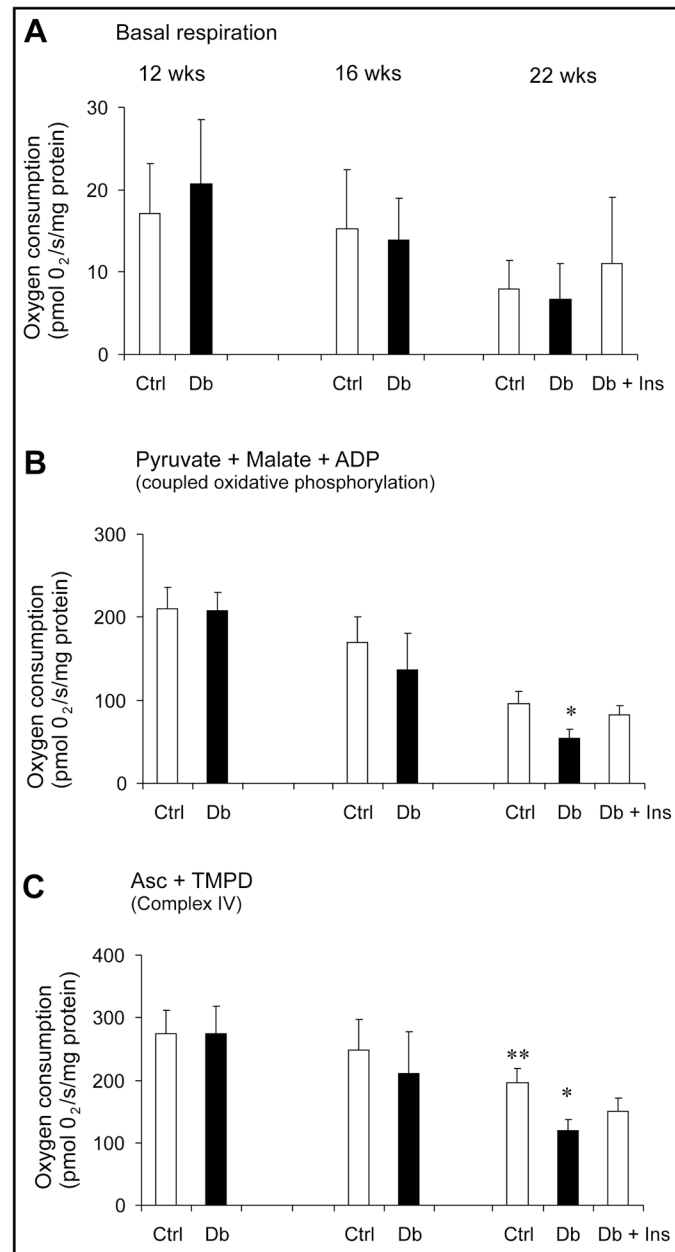 A
Basal respiration
12 wks 16 wks 22 wks
Oxygen consumption
(pmol 0₂/s/mg protein)
30
20
10
0
Ctrl Db Ctrl Db Ctrl Db Db + Ins
B
Pyruvate + Malate + ADP
(coupled oxidative phosphorylation)
Oxygen consumption
(pmol 0₂/s/mg protein)
300
200
100
0
*
Ctrl Db Ctrl Db Ctrl Db Db + Ins
C
Asc + TMPD
(Complex IV)
Oxygen consumption
(pmol 0₂/s/mg protein)
400
300
200
100
0
**
*
Ctrl Db Ctrl Db Ctrl Db Db + Ins